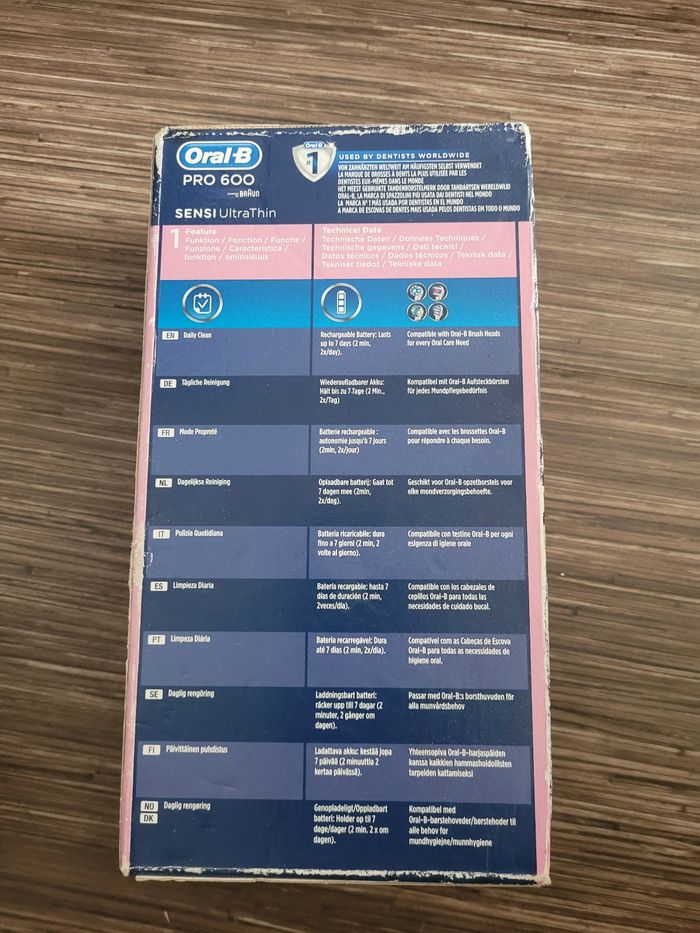 Oral-B
PRO 600
BRAUN
SENSI UltraThin
Oral-B
#1
USED BY DENTISTS WORLDWIDE
VON ZAHNÄRZTEN WELTWEIT AM HÄUFIGSTEN SELBST VERWENDET
LA MARQUE DE BROSSES À DENTS LA PLUS UTILISÉE PAR LES
DENTISTES EUX-MÊMES DANS LE MONDE
HET MEEST GEBRUIKTE TANDENBORSTELMERK DOOR TANDARTSEN WERELDWIJD
ORAL-B, LA MARCA DI SPAZZOLINI PIÙ USATA DAI DENTISTI NEL MONDO
LA MARCA Nº 1 MÁS USADA POR DENTISTAS EN EL MUNDO
A MARCA DE ESCOVAS DE DENTES MAIS USADA PELOS DENTISTAS EM TODO O MUNDO
1 Feature
Funktion / Fonction / Functie /
Funzione / Característica /
funktion / ominaisuus
Technical Data
Technische Daten / Données Techniques /
Technische gegevens / Dati tecnici /
Datos técnicos / Dados técnicos / Teknisk data /
Tekniset tiedot / Tekniske data
EN Daily Clean
Rechargeable Battery: Lasts
up to 7 days (2 min,
2x/day).
Compatible with Oral-B Brush Heads
for every Oral Care Need
DE Tägliche Reinigung
Wiederaufladbarer Akku:
Hält bis zu 7 Tage (2 Min.,
2x/Tag)
Kompatibel mit Oral-B Aufsteckbürsten
für jedes Mundpflegebedürfnis
FR Mode Propreté
Batterie rechargeable :
autonomie jusqu'à 7 jours
(2min, 2x/jour)
Compatible avec les brossettes Oral-B
pour répondre à chaque besoin.
NL Dagelijkse Reiniging
Oplaadbare batterij: Gaat tot
7 dagen mee (2min,
2x/dag).
Geschikt voor Oral-B opzetborstels voor
elke mondverzorgingsbehoefte.
IT Pulizia Quotidiana
Batteria ricaricabile: dura
fino a 7 giorni (2 min, 2
volte al giorno).
Compatibile con testine Oral-B per ogni
esigenza di igiene orale
ES Limpieza Diaria
Batería recargable: hasta 7
días de duración (2 min,
2veces/día).
Compatible con los cabezales de
cepillos Oral-B para todas las
necesidades de cuidado bucal.
PT Limpeza Diária
Bateria recarregável: Dura
até 7 dias (2 min, 2x/dia).
Compatível com as Cabeças de Escova
Oral-B para todas as necessidades de
higiene oral.
SE Daglig rengöring
Laddningsbart batteri:
räcker upp till 7 dagar (2
minuter, 2 gånger om
dagen).
Passar med Oral-B:s borsthuvuden för
alla munvårdsbehov
FI Päivittäinen puhdistus
Ladattava akku: kestää jopa
7 päivää (2 minuuttia 2
kertaa päivässä).
Yhteensopiva Oral-B-harjaspäiden
kanssa kaikkien hammashoidollisten
tarpeiden kattamiseksi
NO Daglig rengøring
DK
Genopladeligt/Oppladbart
batteri: Holder op til 7
dage/dager (2 min. 2 x om
dagen).
Kompatibel med
Oral-B-børstehoveder/børstehoder til
alle behov for
mundhygiejne/munnhygiene